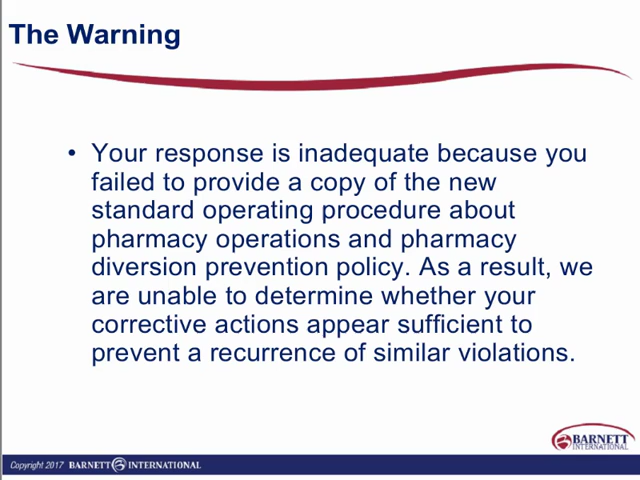 The Warning
• Your response is inadequate because you
failed to provide a copy of the new
standard operating procedure about
pharmacy operations and pharmacy
diversion prevention policy. As a result, we
are unable to determine whether your
corrective actions appear sufficient to
prevent a recurrence of similar violations.
BARNETT
INTERNATIONAL
Copyright 2017 BARNETT INTERNATIONAL